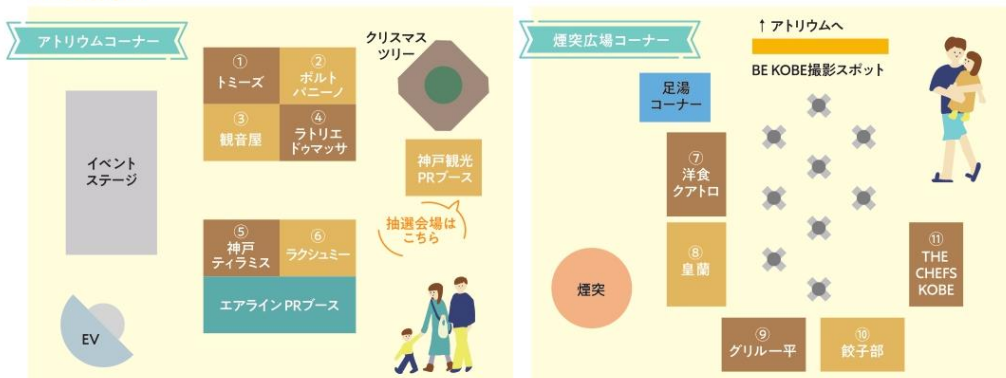 アトリウムコーナー
①
トミーズ
②
ポルト
パニーノ
③
観音屋
④
ラトリエ
ドゥマッサ
クリスマス
ツリー
イベント
ステージ
神戸観光
PRブース
抽選会場は
こちら
⑤
神戸
ティラミス
⑥
ラクシュミー
エアラインPRブース
EV
煙突広場コーナー
↑ アトリウムへ
BE KOBE撮影スポット
足湯
コーナー
⑦
洋食
クアトロ
⑧
皇蘭
煙突
⑨
グリル一平
⑩
餃子部
⑪
THE
CHEFS
KOBE